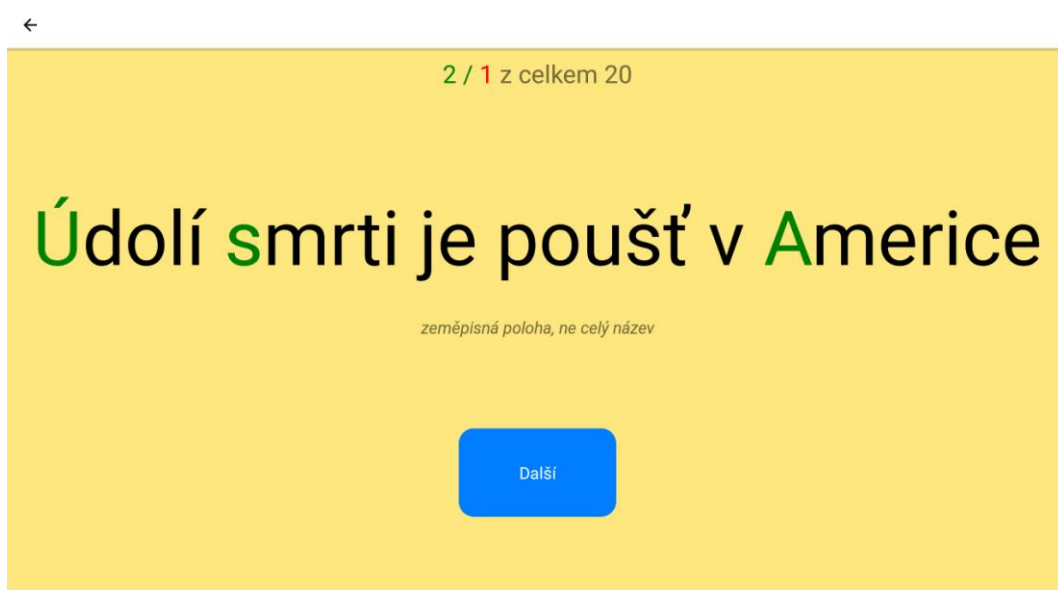 2 / 1 z celkem 20
Údolí smrti je poušť v Americe
zeměpisná poloha, ne celý název
Další